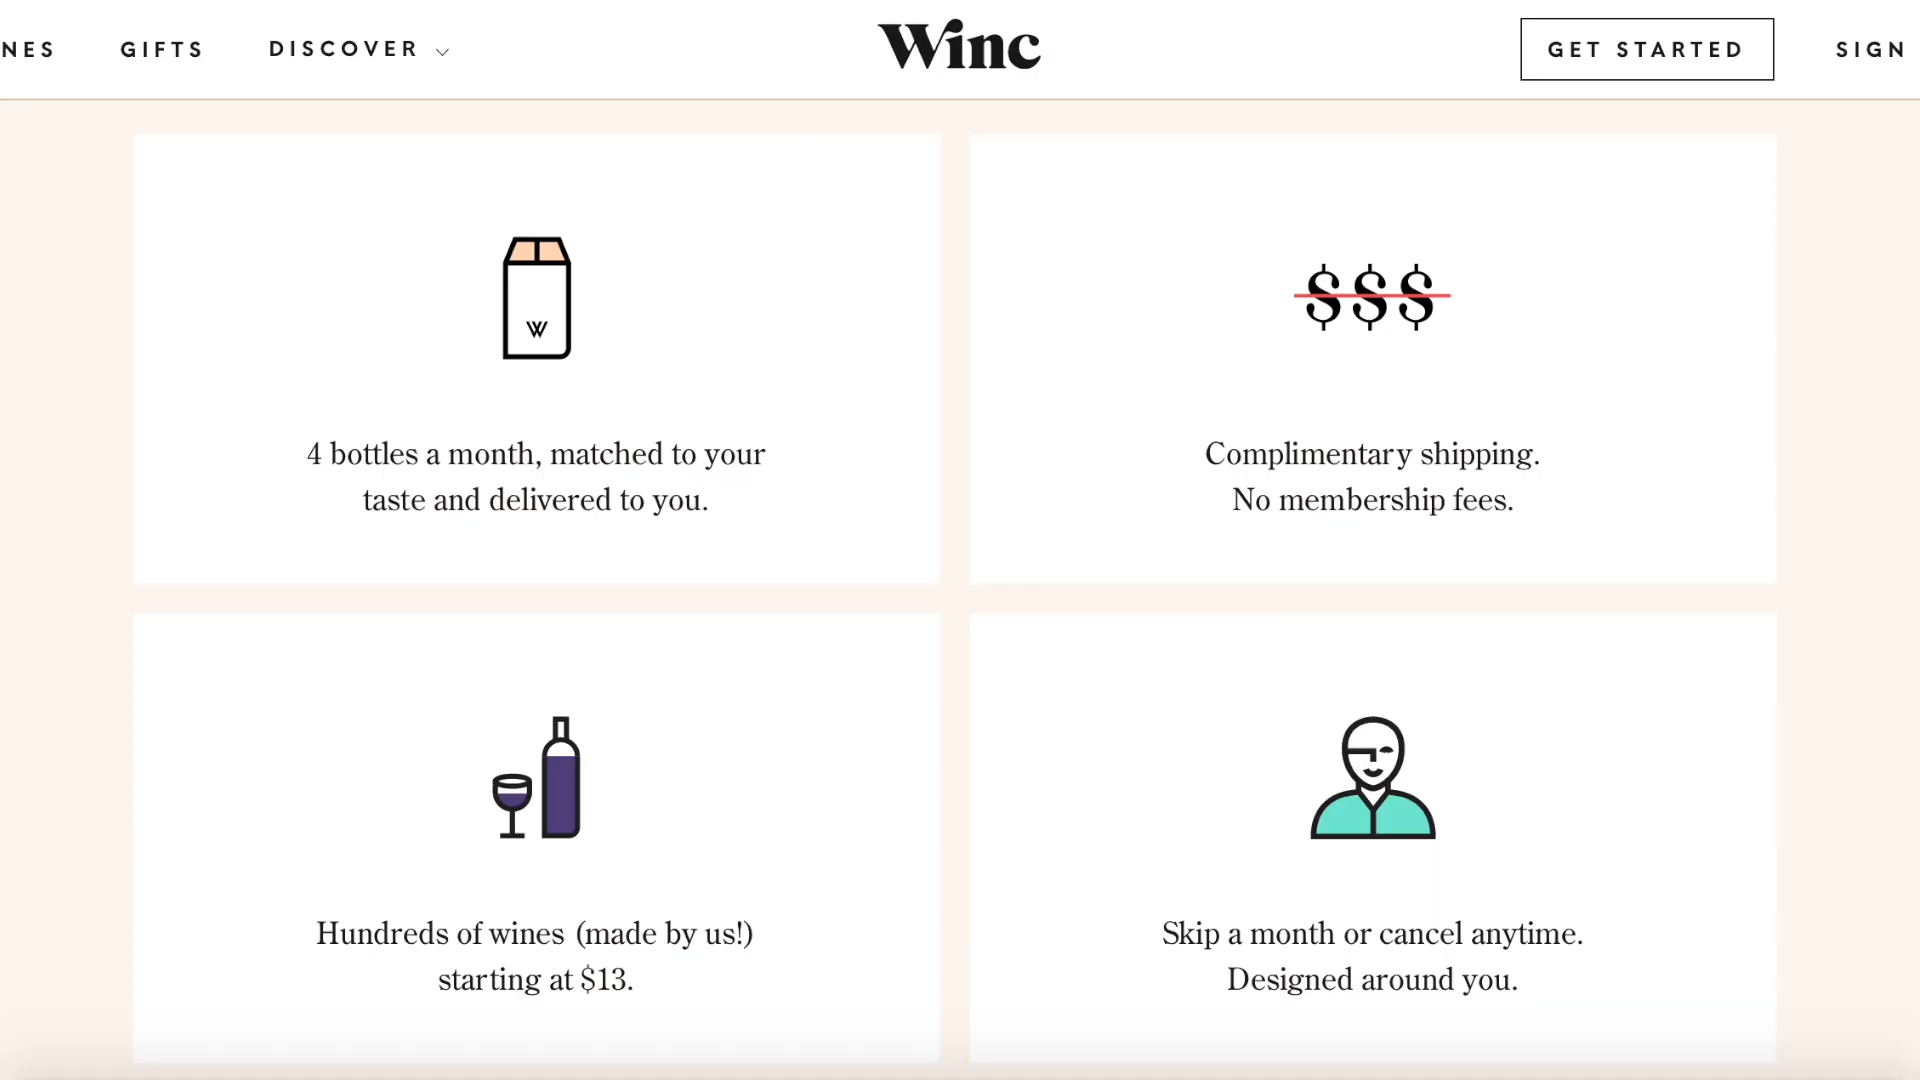 NES GIFTS DISCOVER Winc GET STARTED SIGN
W
$$$
4 bottles a month, matched to your
taste and delivered to you.
Complimentary shipping.
No membership fees.
Hundreds of wines (made by us!)
starting at $13.
Skip a month or cancel anytime.
Designed around you.